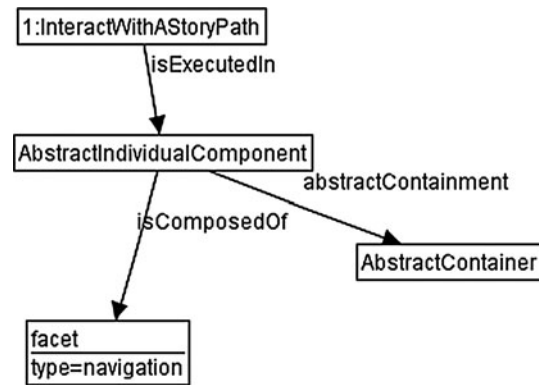 1:InteractWithAStoryPath
isExecutedIn
AbstractIndividualComponent
abstractContainment
isComposedOf
AbstractContainer
facet
type=navigation